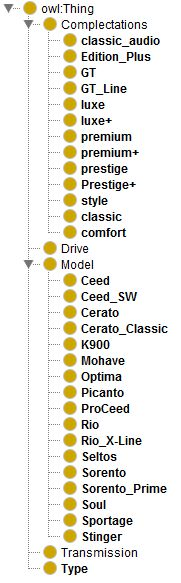 owl:Thing
Complectations
classic_audio
Edition_Plus
GT
GT_Line
luxe
luxe+
premium
premium+
prestige
Prestige+
style
classic
comfort
Drive
Model
Ceed
Ceed_SW
Cerato
Cerato_Classic
K900
Mohave
Optima
Picanto
ProCeed
Rio
Rio_X-Line
Seltos
Sorento
Sorento_Prime
Soul
Sportage
Stinger
Transmission
Type